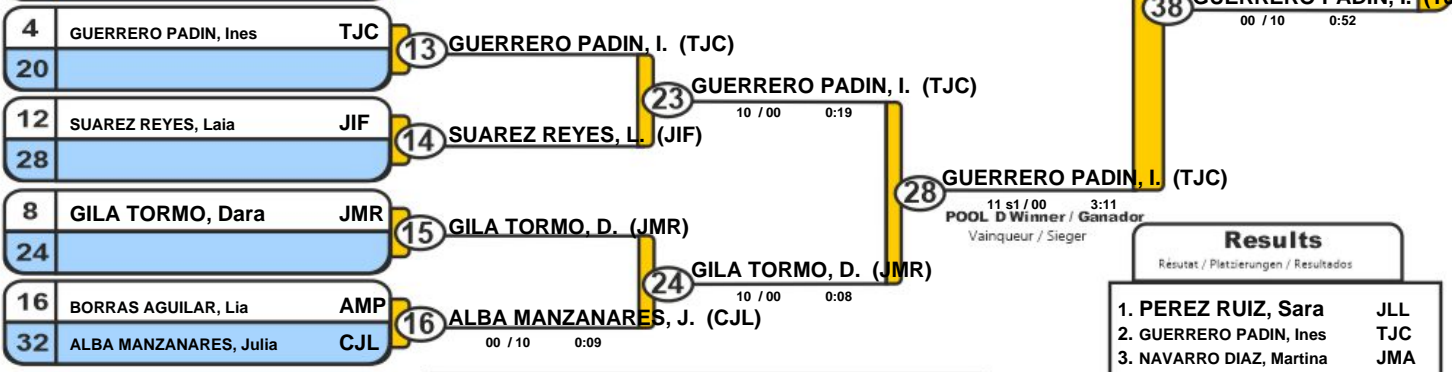 38 GUERRERO PADIN, I. (TJ
00 / 10 0:52
4 GUERRERO PADIN, Ines TJC
20
13 GUERRERO PADIN, I. (TJC)
23 GUERRERO PADIN, I. (TJC)
10 / 00 0:19
12 SUAREZ REYES, Laia JIF
28
14 SUAREZ REYES, L. (JIF)
28 GUERRERO PADIN, I. (TJC)
11 s1 / 00 3:11
POOL D Winner / Ganador
Vainqueur / Sieger
8 GILA TORMO, Dara JMR
24
15 GILA TORMO, D. (JMR)
24 GILA TORMO, D. (JMR)
10 / 00 0:08
16 BORRAS AGUILAR, Lia AMP
32 ALBA MANZANARES, Julia CJL
16 ALBA MANZANARES, J. (CJL)
00 / 10 0:09
Results
Résutat / Platzierungen / Resultados
1. PEREZ RUIZ, Sara JLL
2. GUERRERO PADIN, Ines TJC
3. NAVARRO DIAZ, Martina JMA